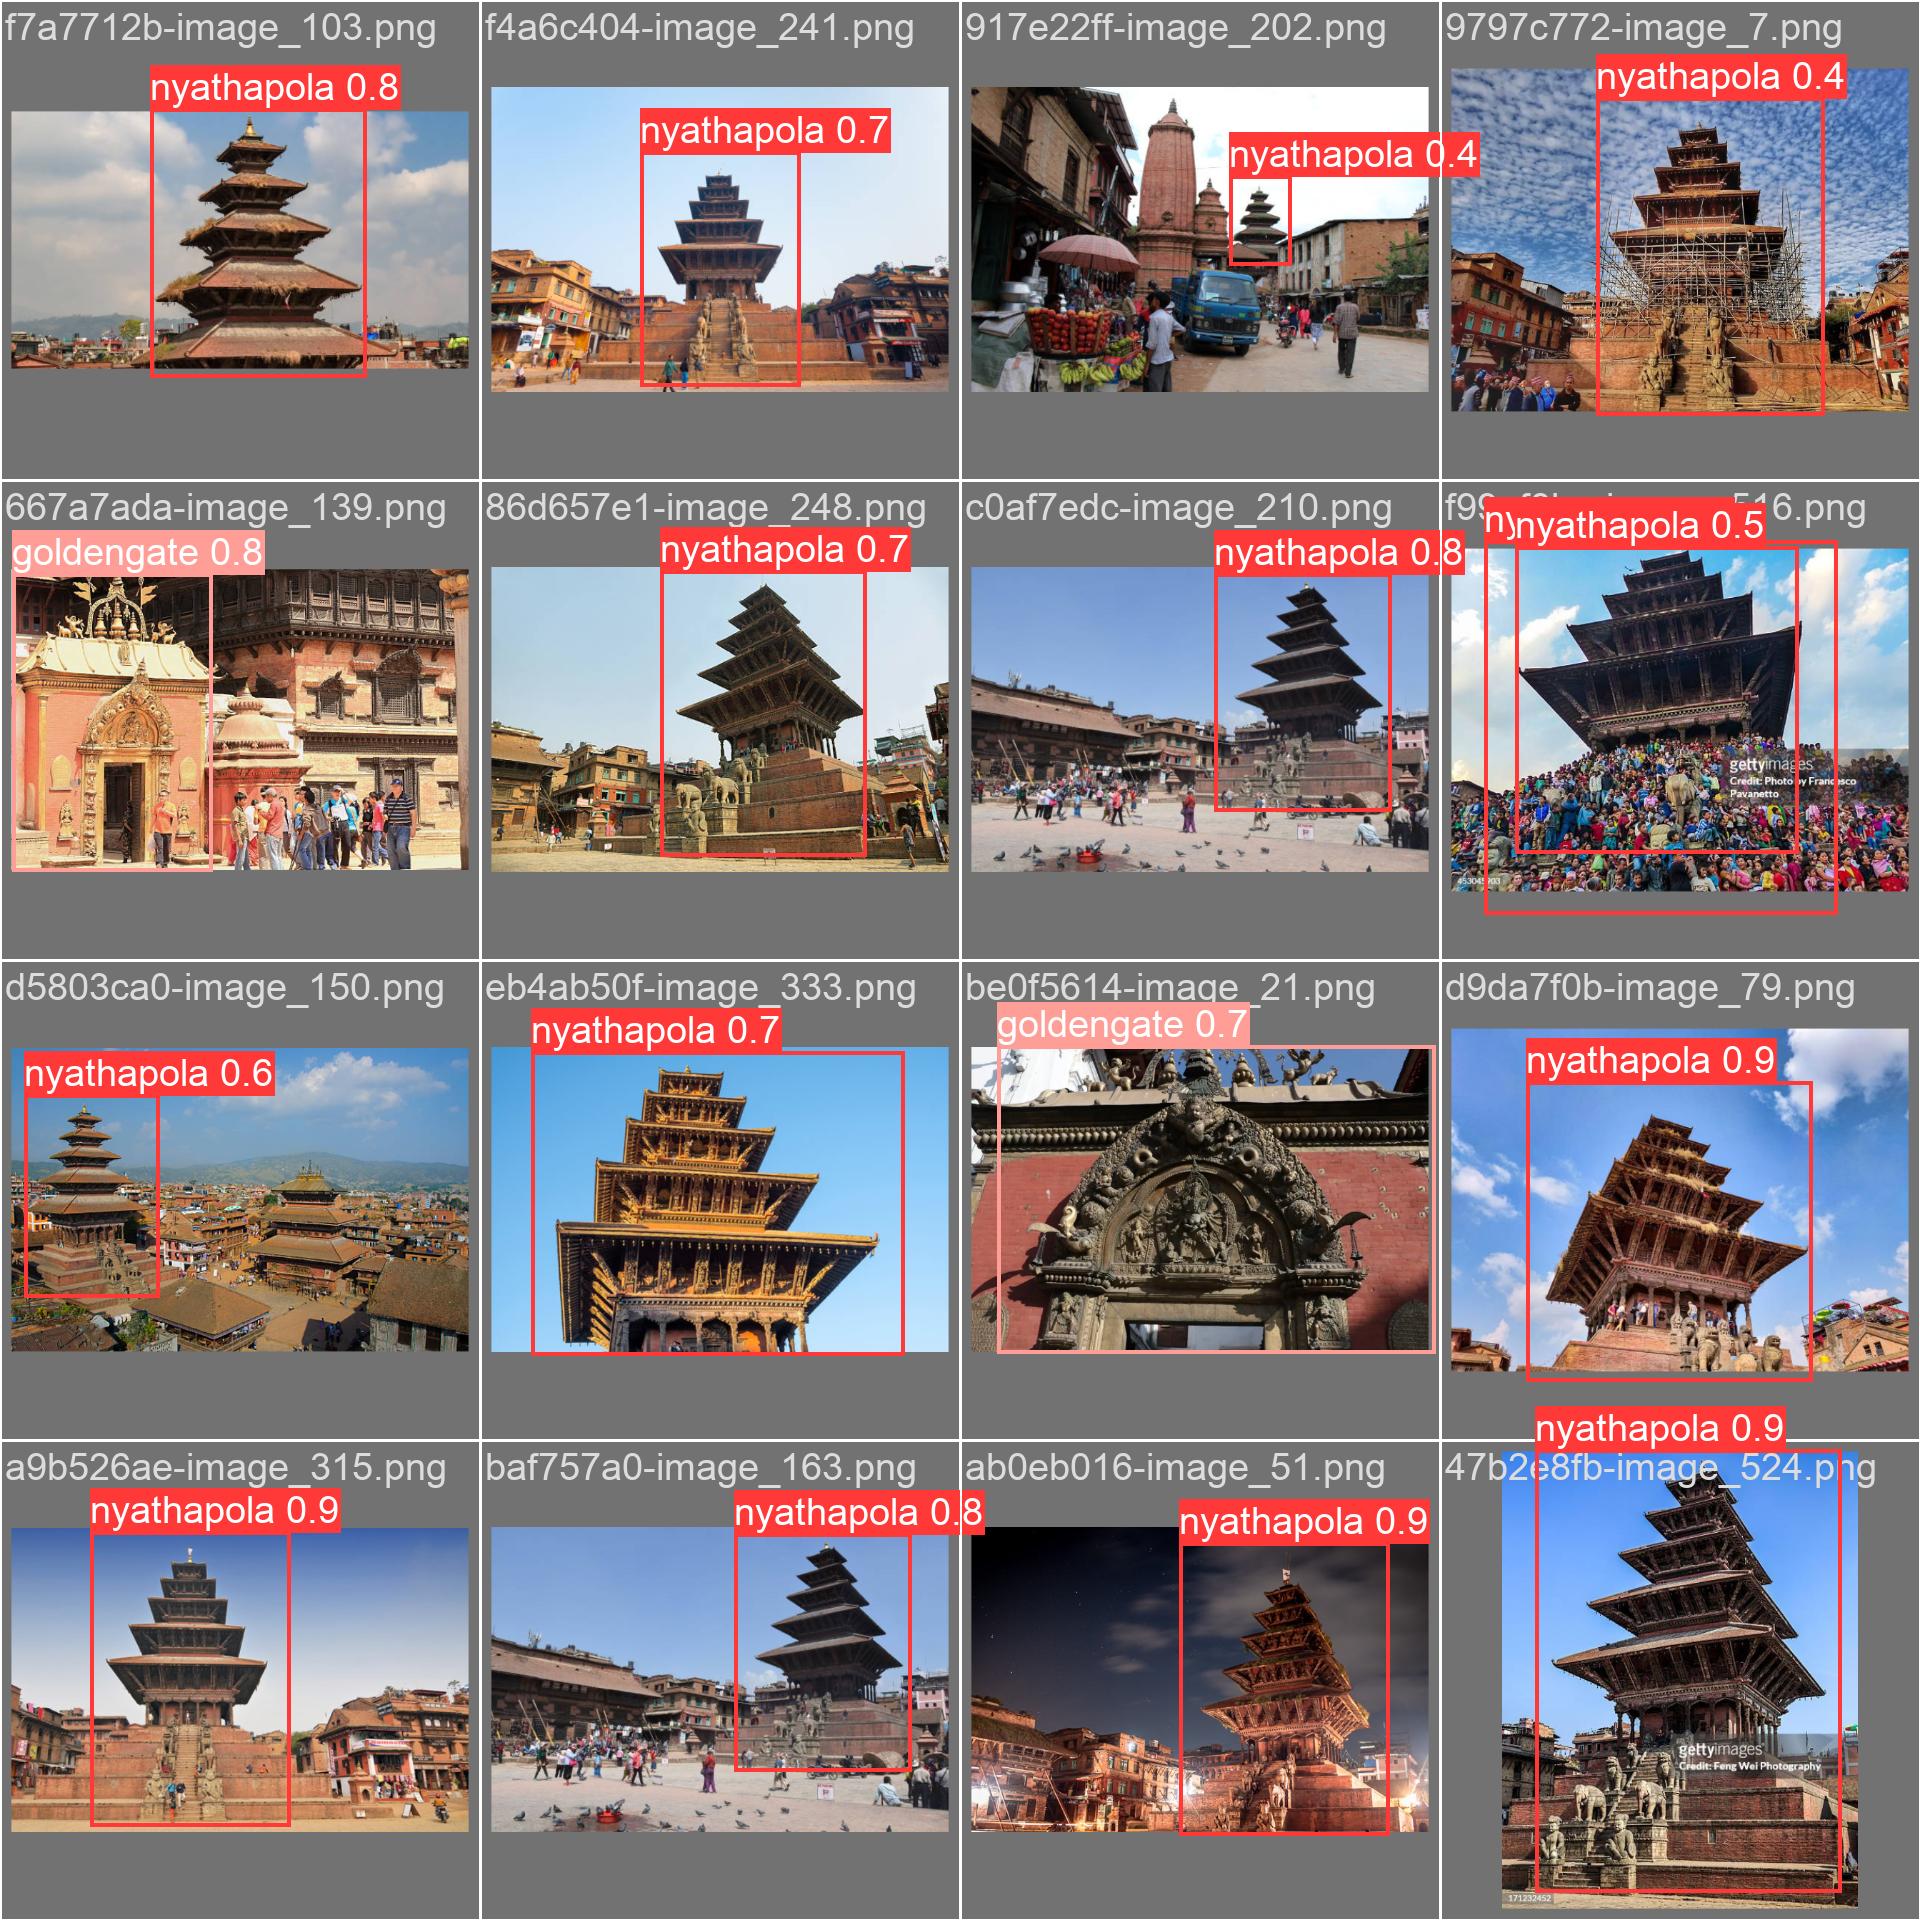 f7a7712b-image_103.png
nyathapola 0.8
f4a6c404-image_241.png
nyathapola 0.7
917e22ff-image_202.png
nyathapola 0.4
9797c772-image_7.png
nyathapola 0.4
667a7ada-image_139.png
goldengate 0.8
86d657e1-image_248.png
nyathapola 0.7
c0af7edc-image_210.png
nyathapola 0.8
16.png
nyathapola 0.5
gettyimages
Credit: Photo by Francesco
Pavanetto
d5803ca0-image_150.png
nyathapola 0.6
eb4ab50f-image_333.png
nyathapola 0.7
be0f5614-image_21.png
goldengate 0.7
d9da7f0b-image_79.png
nyathapola 0.9
a9b526ae-image_315.png
nyathapola 0.9
baf757a0-image_163.png
nyathapola 0.8
ab0eb016-image_51.png
nyathapola 0.9
nyathapola 0.9
47b2e8fb-image_524.png
gettyimages
Credit: Feng Wei Photography
171232452